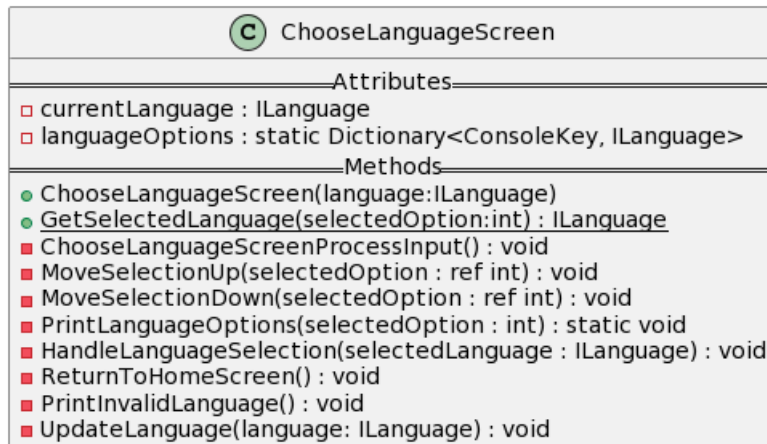 C ChooseLanguageScreen
Attributes
currentLanguage : ILanguage
languageOptions : static Dictionary<ConsoleKey, ILanguage>
Methods
ChooseLanguageScreen(language:ILanguage)
GetSelectedLanguage(selectedOption:int) : ILanguage
ChooseLanguageScreenProcessInput() : void
MoveSelectionUp(selectedOption : ref int) : void
MoveSelectionDown(selectedOption : ref int) : void
PrintLanguageOptions(selectedOption : int) : static void
HandleLanguageSelection(selectedLanguage : ILanguage) : void
ReturnToHomeScreen() : void
PrintInvalidLanguage() : void
UpdateLanguage(language: ILanguage) : void